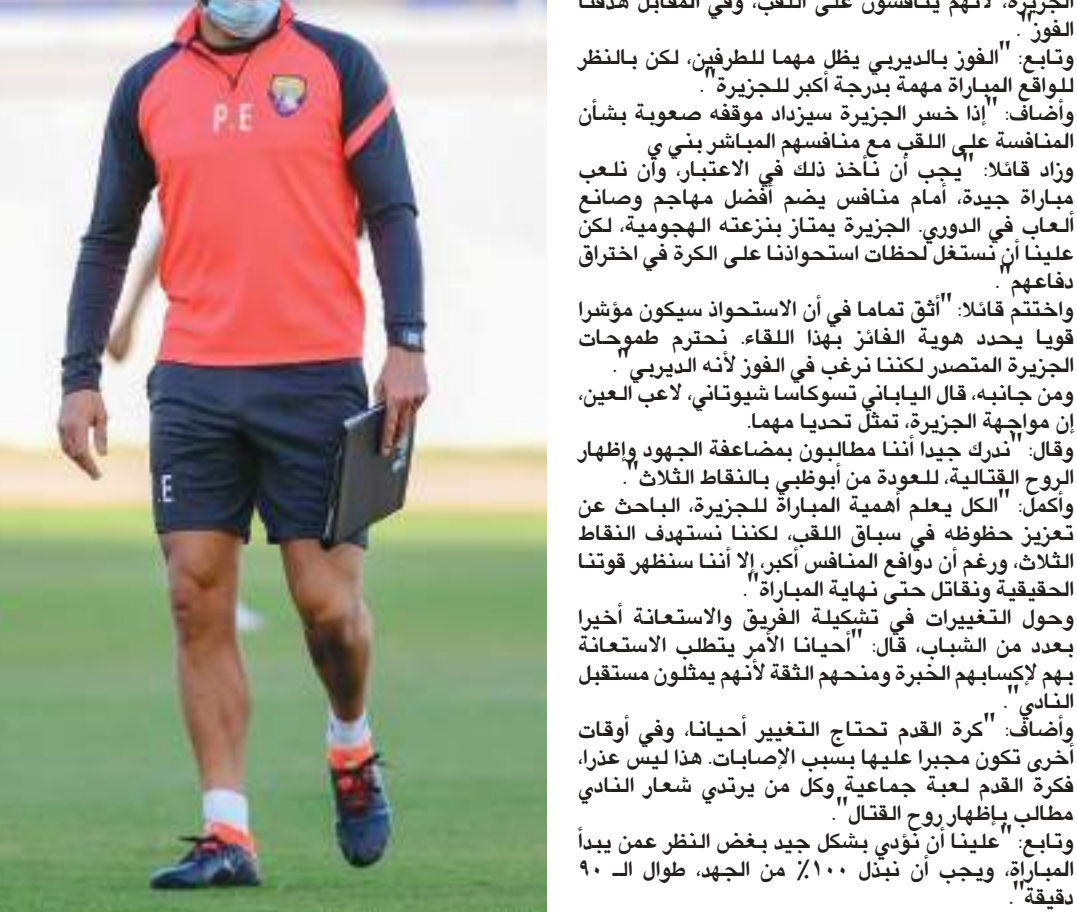 الجزيرة، لأنهم ينافسون على اللقب، وفي المقابل هدفنا
الفوز".
وتابع: "الفوز بالديربي يظل مهما للطرفين، لكن بالنظر
للواقع المباراة مهمة بدرجة أكبر للجزيرة".
وأضاف: "إذا خسر الجزيرة سيزداد موقفه صعوبة بشأن
المنافسة على اللقب مع منافسهم المباشر بني ي
وزاد قائلا: "يجب أن نأخذ ذلك في الاعتبار، وأن نلعب
مباراة جيدة، أمام منافس يضم أفضل مهاجم وصانع
ألعاب في الدوري. الجزيرة يمتاز بنزعته الهجومية، لكن
علينا أن نستغل لحظات استحواذنا على الكرة في اختراق
دفاعهم".
واختتم قائلا: "أثق تماما في أن الاستحواذ سيكون مؤشرا
قويا يحدد هوية الفائز بهذا اللقاء. نحترم طموحات
الجزيرة المتصدر لكننا نرغب في الفوز لأنه الديربي".
ومن جانبه، قال الياباني تسوكاسا شيوتاني، لاعب العين،
إن مواجهة الجزيرة، تمثل تحديا مهما.
وقال: "ندرك جيدا أننا مطالبون بمضاعفة الجهود وإظهار
الروح القتالية، للعودة من أبوظبي بالنقاط الثلاث".
وأكمل: "الكل يعلم أهمية المباراة للجزيرة، الباحث عن
تعزيز حظوظه في سباق اللقب، لكننا نستهدف النقاط
الثلاث، ورغم أن دوافع المنافس أكبر، إلا أننا سنظهر قوتنا
الحقيقية ونقاتل حتى نهاية المباراة".
وحول التغييرات في تشكيلة الفريق والاستعانة أخيرا
بعدد من الشباب، قال: "أحيانا الأمر يتطلب الاستعانة
بهم لإكسابهم الخبرة ومنحهم الثقة لأنهم يمثلون مستقبل
النادي".
وأضاف: "كرة القدم تحتاج التغيير أحيانا، وفي أوقات
أخرى تكون مجبرا عليها بسبب الإصابات. هذا ليس عذرا،
فكرة القدم لعبة جماعية وكل من يرتدي شعار النادي
مطالب بإظهار روح القتال".
وتابع: "علينا أن نؤدي بشكل جيد بغض النظر عمن يبدأ
المباراة، ويجب أن نبذل ١٠٠٪ من الجهد، طوال الـ ٩٠
دقيقة".
P.E
.E